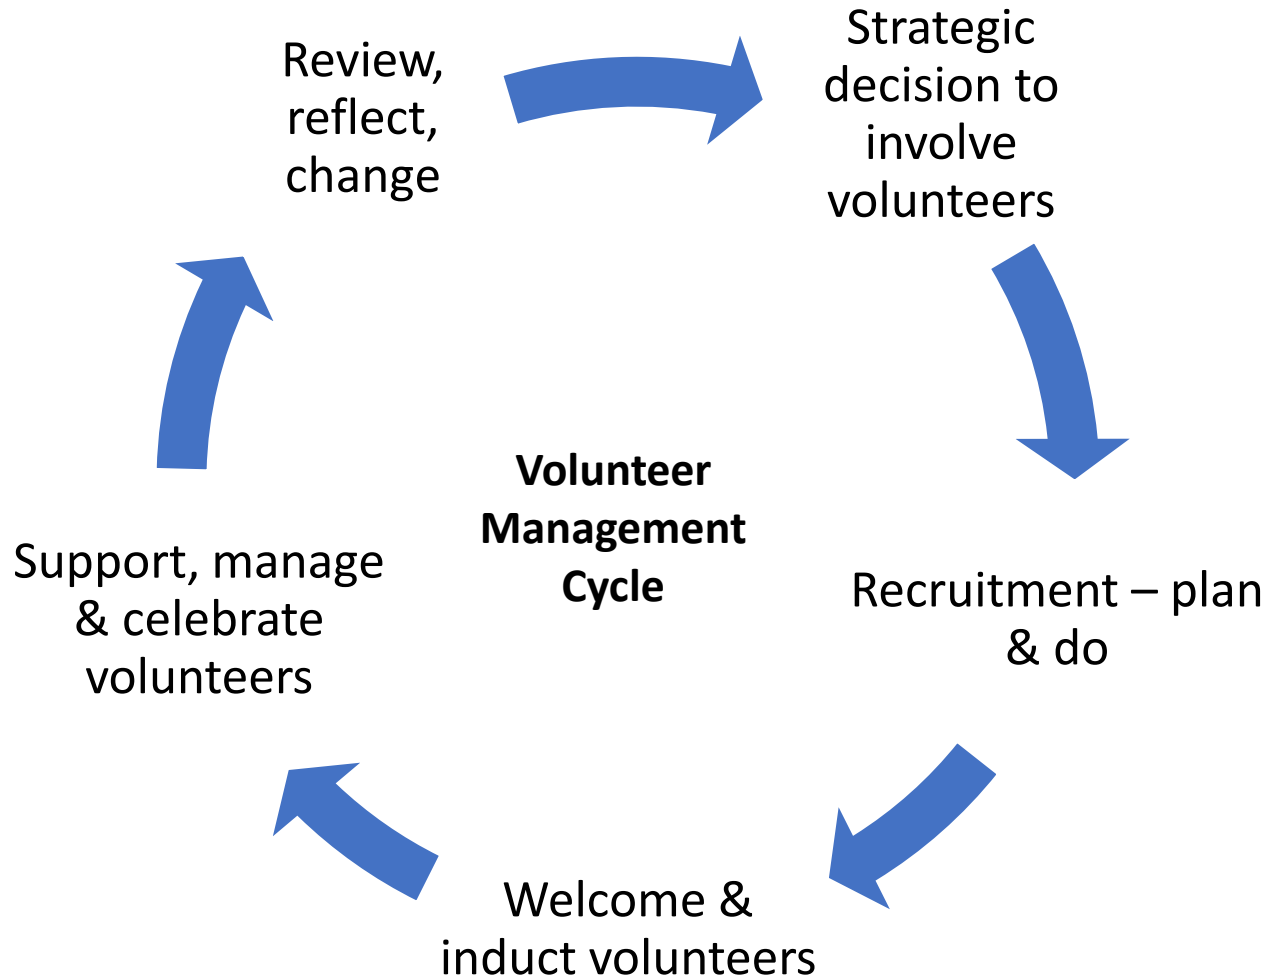 Review,
reflect,
change
Strategic
decision to
involve
volunteers
Volunteer
Management
Cycle
Support, manage
& celebrate
volunteers
Recruitment – plan
& do
Welcome &
induct volunteers